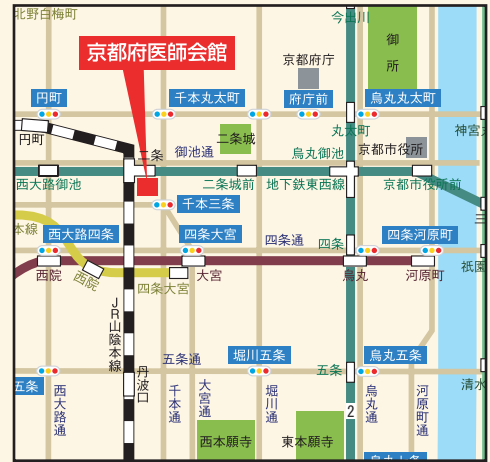 北野白梅町
今出川
御所
京都府医師会館
京都府庁
円町
千本丸太町
府庁前
烏丸丸太町
丸太町
神宮丸
円町
二条城
京都市役所
二条
御池通
烏丸御池
西大路御池
二条城前
地下鉄東西線
京都市役所前
千本三条
三
本線
西大路四条
四条大宮
四条通
四条
四条河原町
祇園
西院
西院
大宮
烏丸
河原町
四条大宮
JR山陰本線
五条通
堀川五条
烏丸五条
五条
五条
丹波口
清水
西大路通
千本通
大宮通
堀川通
2
烏丸通
河原町通
西本願寺
東本願寺